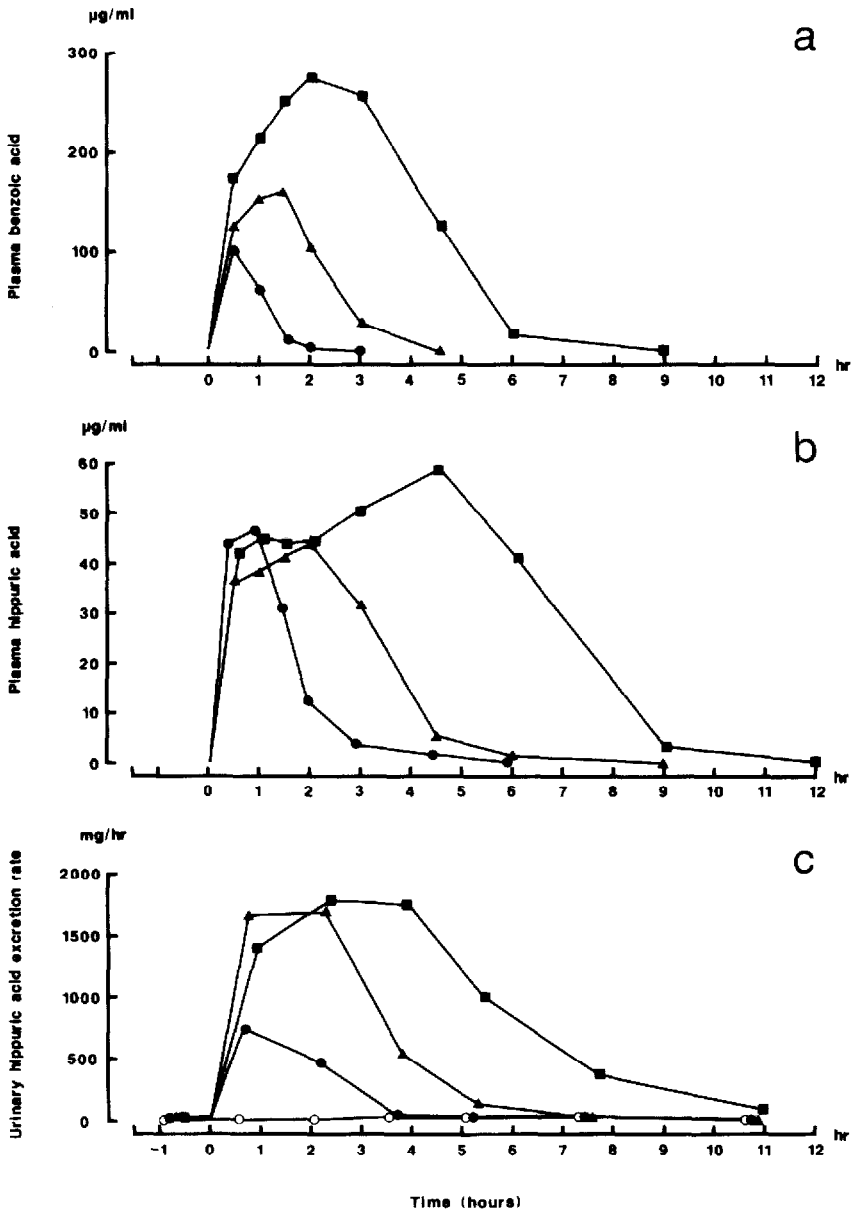 µg/ml
a
300
200
100
0
Plasma benzoic acid
0 1 2 3 4 5 6 7 8 9 10 11 12
hr
µg/ml
b
60
50
40
30
20
10
0
Plasma hippuric acid
0 1 2 3 4 5 6 7 8 9 10 11 12
hr
mg/hr
c
2000
1500
1000
500
0
Urinary hippuric acid excretion rate
-1 0 1 2 3 4 5 6 7 8 9 10 11 12
hr
Time (hours)